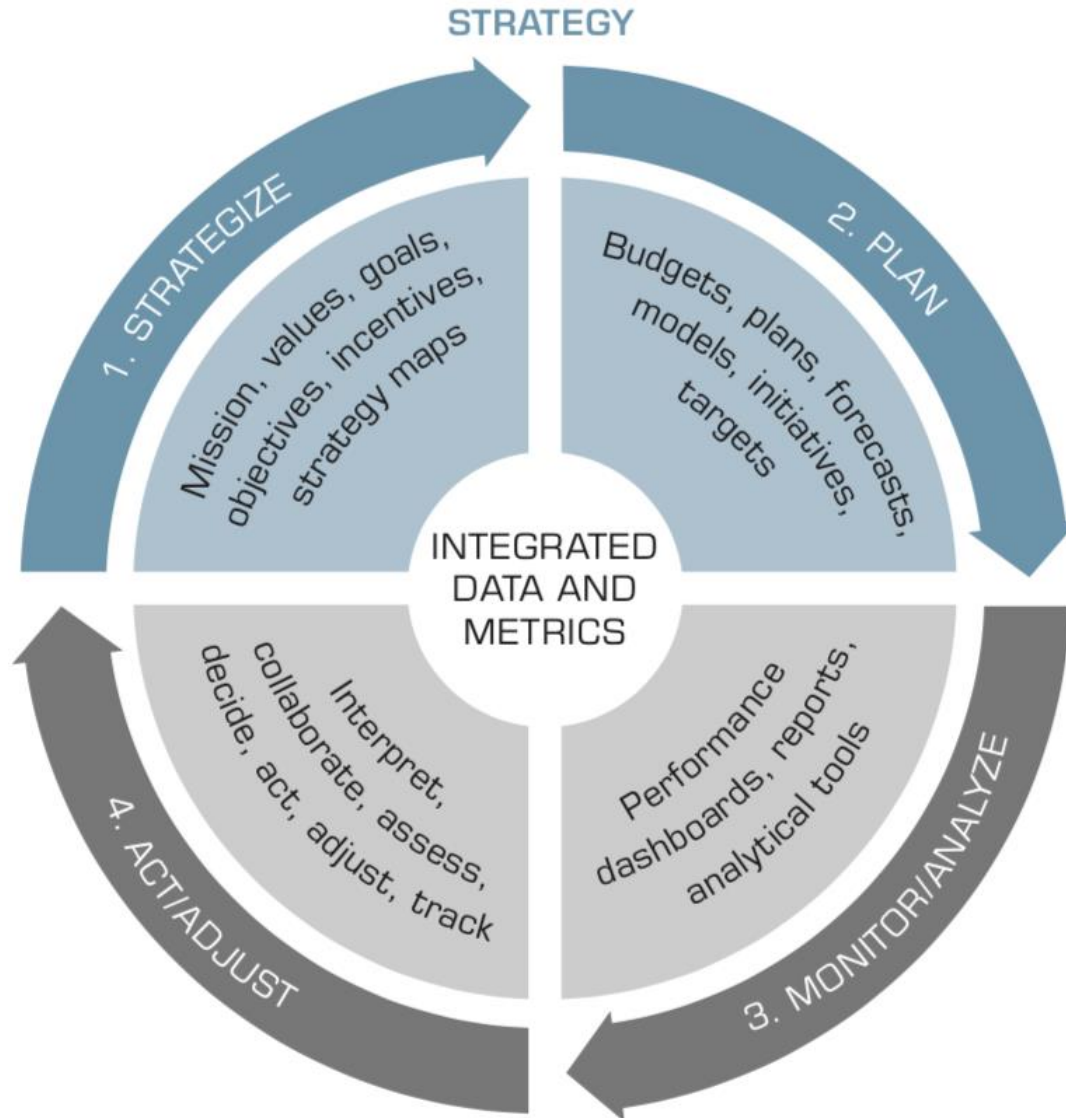 STRATEGY
1. STRATEGIZE
Mission, values, goals,
objectives, incentives,
strategy maps
2. PLAN
Budgets, plans, forecasts,
models, initiatives,
targets
INTEGRATED
DATA AND
METRICS
3. MONITOR/ANALYZE
Performance
dashboards, reports,
analytical tools
4. ACT/ADJUST
Interpret,
collaborate, assess,
decide, act, adjust, track